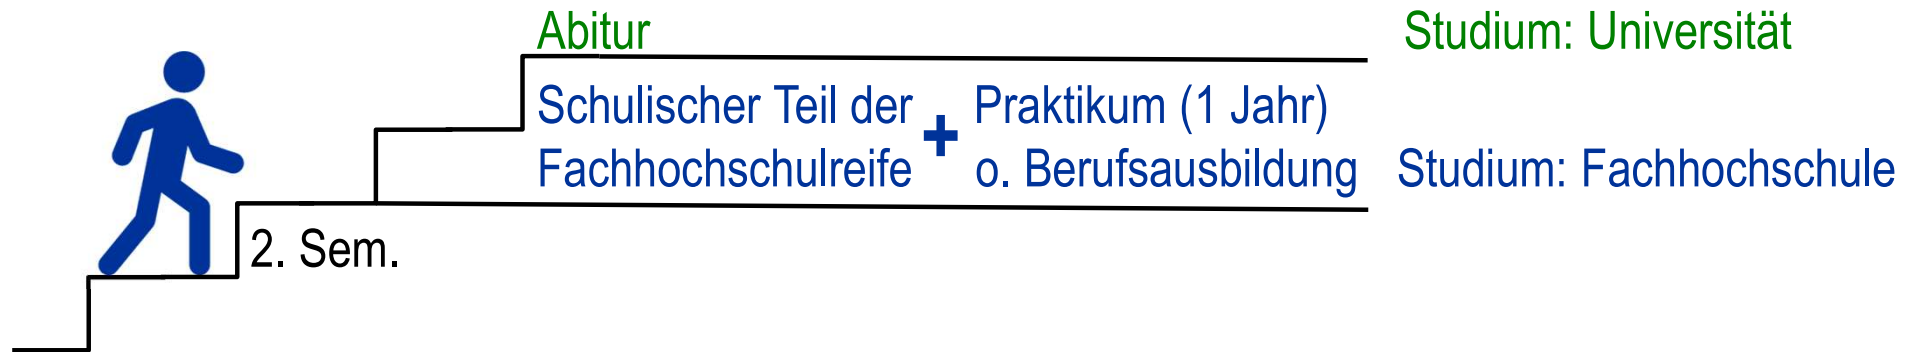 Abitur
Studium: Universität
Schulischer Teil der + Praktikum (1 Jahr)
Fachhochschulreife o. Berufsausbildung
Studium: Fachhochschule
2. Sem.